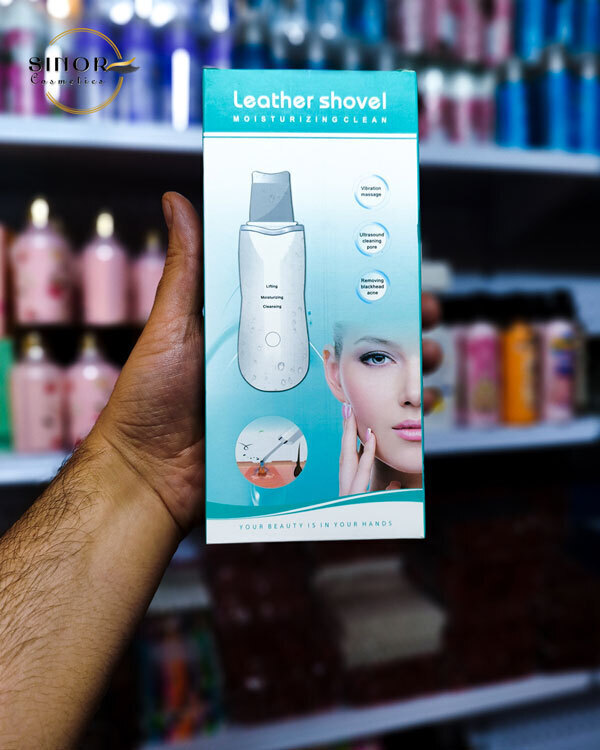 SINOR
Cosmetics
Leather shovel
MOISTURIZING CLEAN
Vibration
massage
Ultrasound
cleaning
pore
Removing
blackhead
acne
Lifting
Moisturizing
Cleansing
YOUR BEAUTY IS IN YOUR HANDS